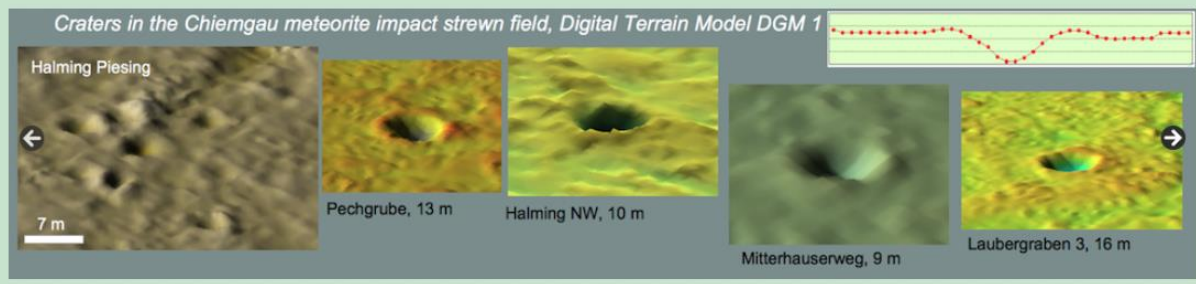 Craters in the Chiemgau meteorite impact strewn field, Digital Terrain Model DGM 1
Halming Piesing
7 m
Pechgrube, 13 m
Halming NW, 10 m
Mitterhauserweg, 9 m
Laubergraben 3, 16 m